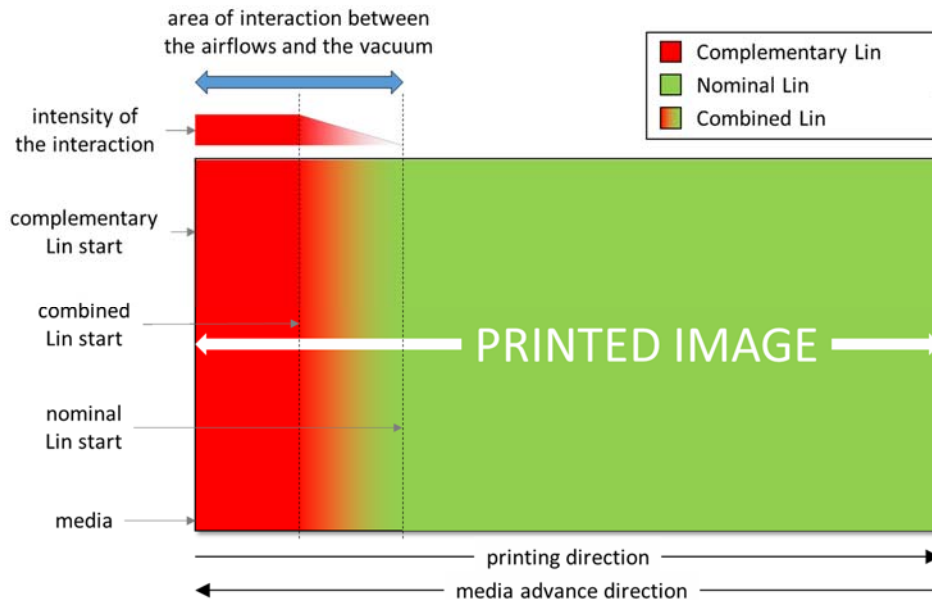 area of interaction between
the airflows and the vacuum
Complementary Lin
Nominal Lin
Combined Lin
intensity of
the interaction
complementary
Lin start
combined
Lin start
PRINTED IMAGE
nominal
Lin start
media
printing direction
media advance direction